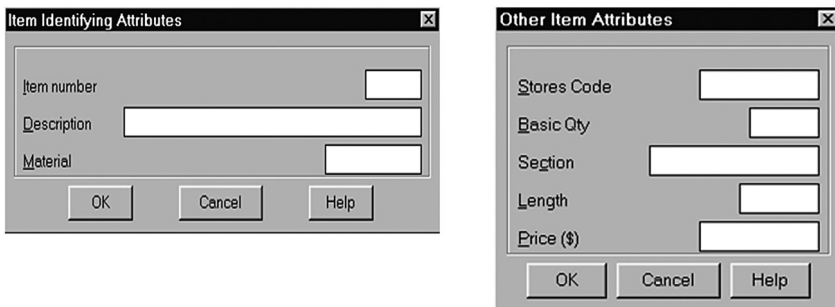 Item Identifying Attributes
Item number
Description
Material
OK Cancel Help
Other Item Attributes
Stores Code
Basic Qty
Section
Length
Price ($)
OK Cancel Help